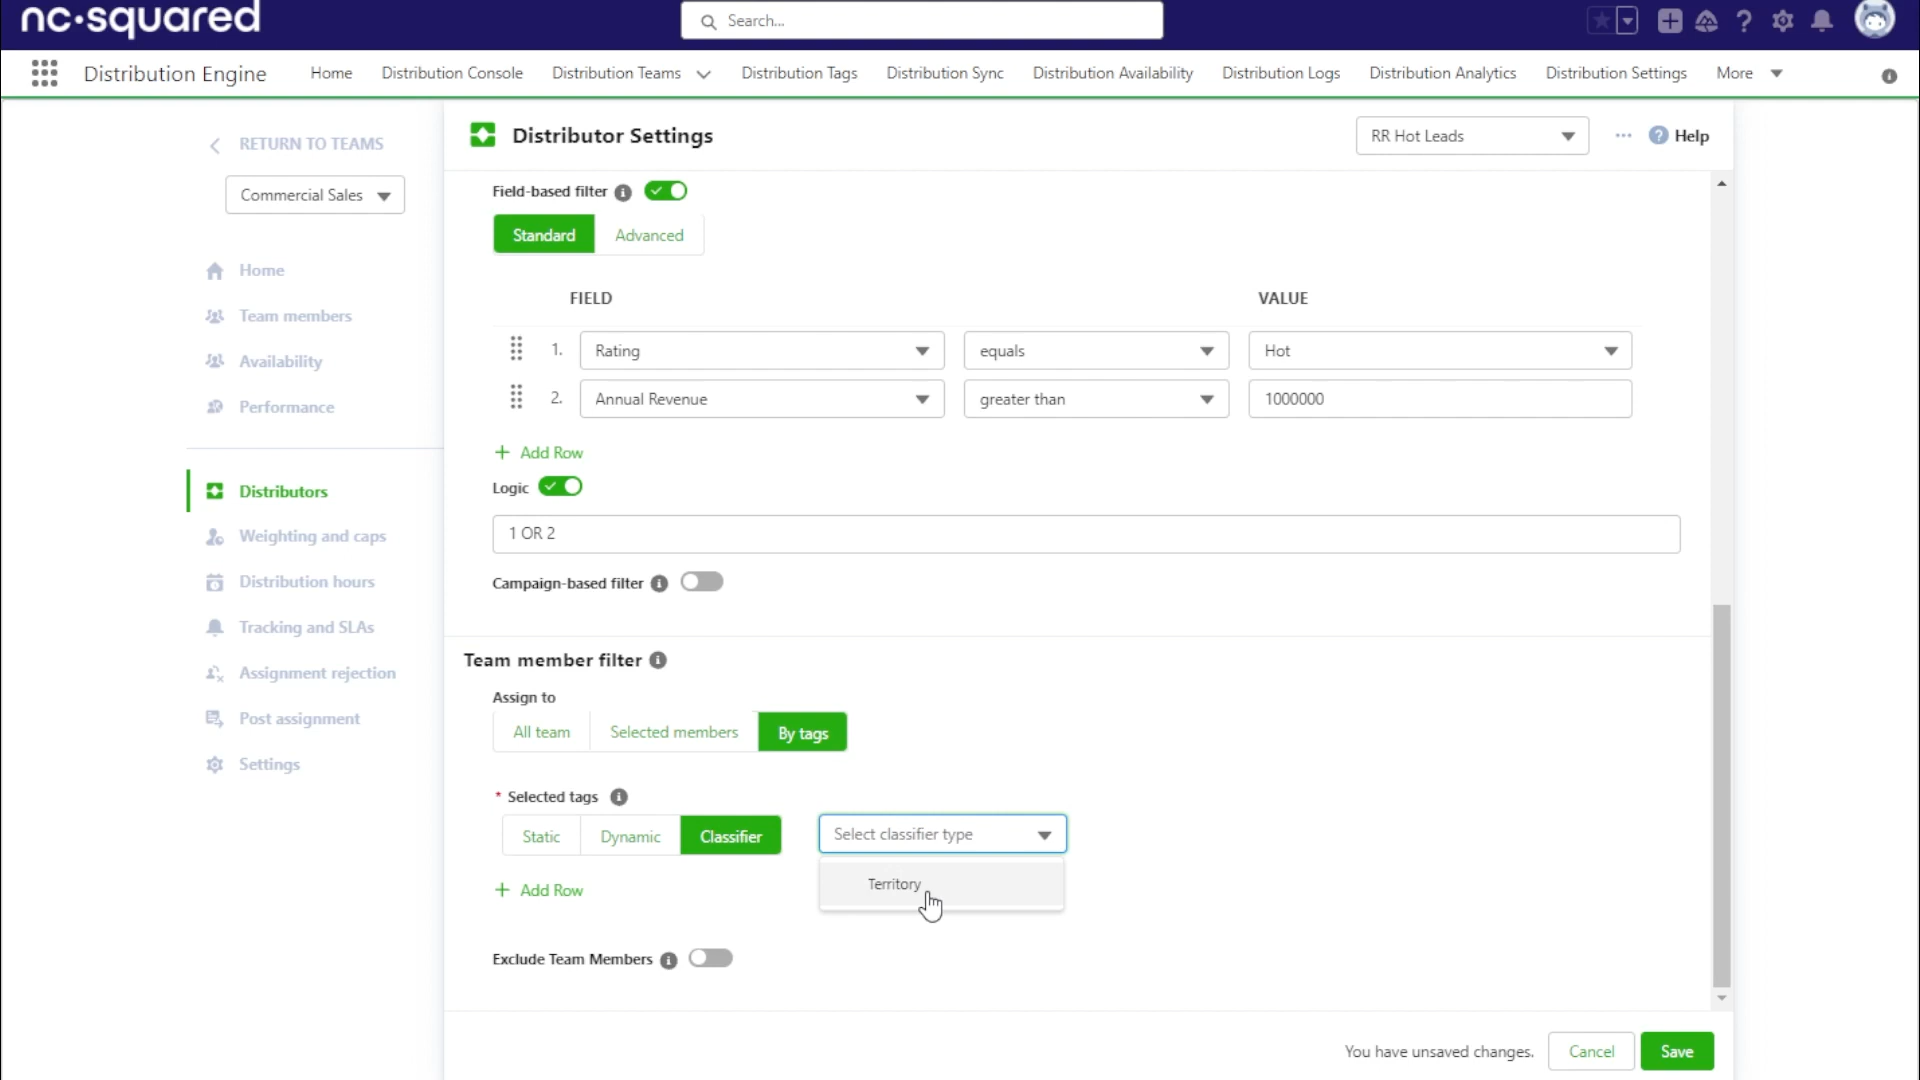 nc·squared
Search...
Distribution Engine
Home
Distribution Console
Distribution Teams
Distribution Tags
Distribution Sync
Distribution Availability
Distribution Logs
Distribution Analytics
Distribution Settings
More
RETURN TO TEAMS
Commercial Sales
Home
Team members
Availability
Performance
Distributors
Weighting and caps
Distribution hours
Tracking and SLAs
Assignment rejection
Post assignment
Settings
Distributor Settings
RR Hot Leads
Help
Field-based filter
Standard
Advanced
FIELD
VALUE
1. Rating equals Hot
2. Annual Revenue greater than 1000000
+ Add Row
Logic
1 OR 2
Campaign-based filter
Team member filter
Assign to
All team
Selected members
By tags
* Selected tags
Static
Dynamic
Classifier
Select classifier type
Territory
+ Add Row
Exclude Team Members
You have unsaved changes.
Cancel
Save